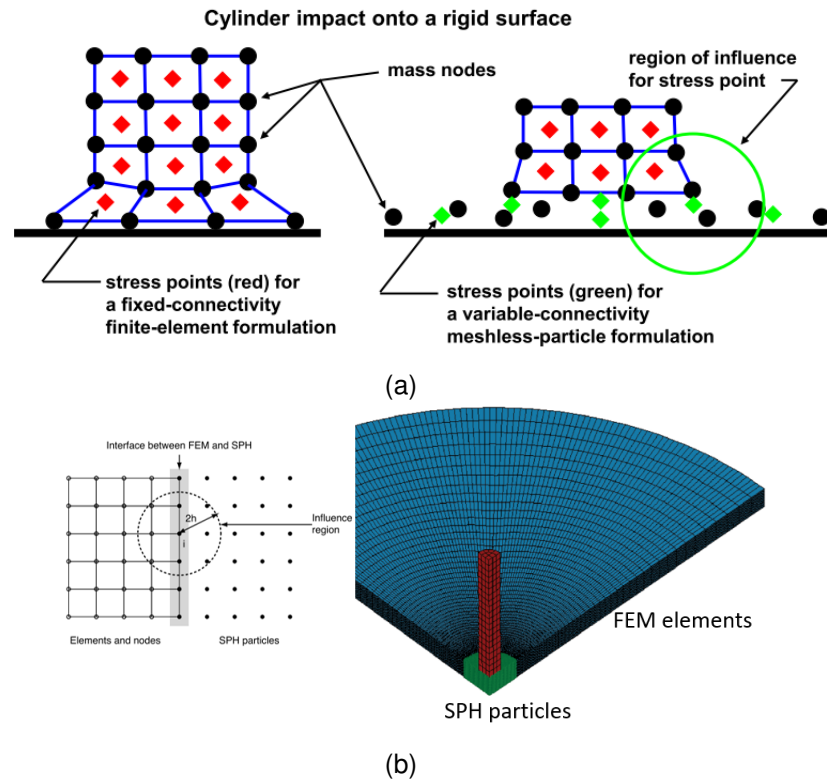 Cylinder impact onto a rigid surface
mass nodes
region of influence
for stress point
stress points (red) for
a fixed-connectivity
finite-element formulation
stress points (green) for
a variable-connectivity
meshless-particle formulation
(a)
Interface between FEM and SPH
2h
i
Influence
region
Elements and nodes
SPH particles
FEM elements
SPH particles
(b)